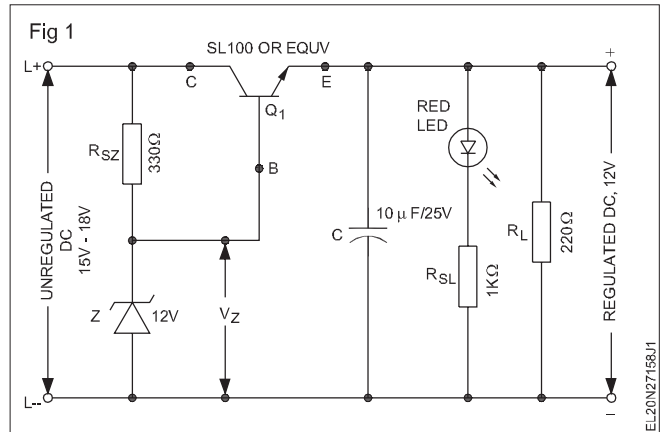 Fig 1
SL100 OR EQUV
L+
C
E
+
Q1
RED
LED
RSZ
330Ω
B
UNREGULATED
DC
15V - 18V
10 µF/25V
C
RL
220Ω
REGULATED DC, 12V
RSL
1KΩ
Z
12V
VZ
L--
–
EL20N27158J1